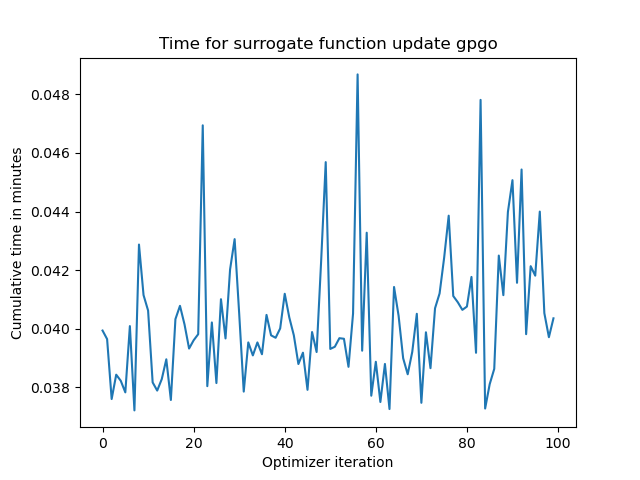 Time for surrogate function update gpgo
Cumulative time in minutes
0.048
0.046
0.044
0.042
0.040
0.038
0 20 40 60 80 100
Optimizer iteration